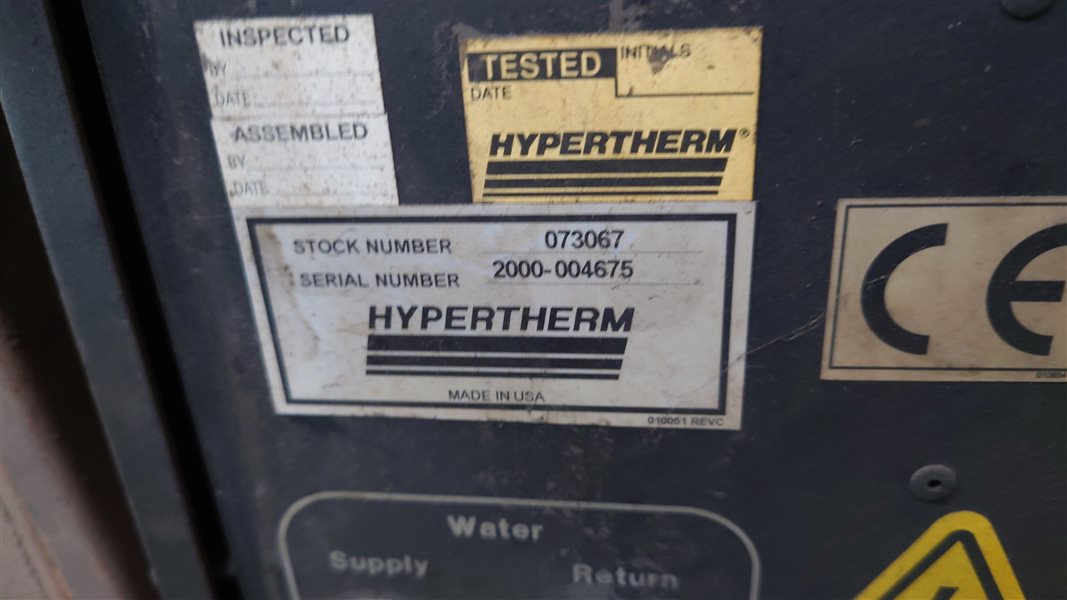 INSPECTED
BY
DATE
ASSEMBLED
BY
DATE
TESTED
INITIALS
DATE
HYPERTHERM®
STOCK NUMBER 073067
SERIAL NUMBER 2000-004675
HYPERTHERM
MADE IN USA
010051 REVC
CE
Water
Supply
Return